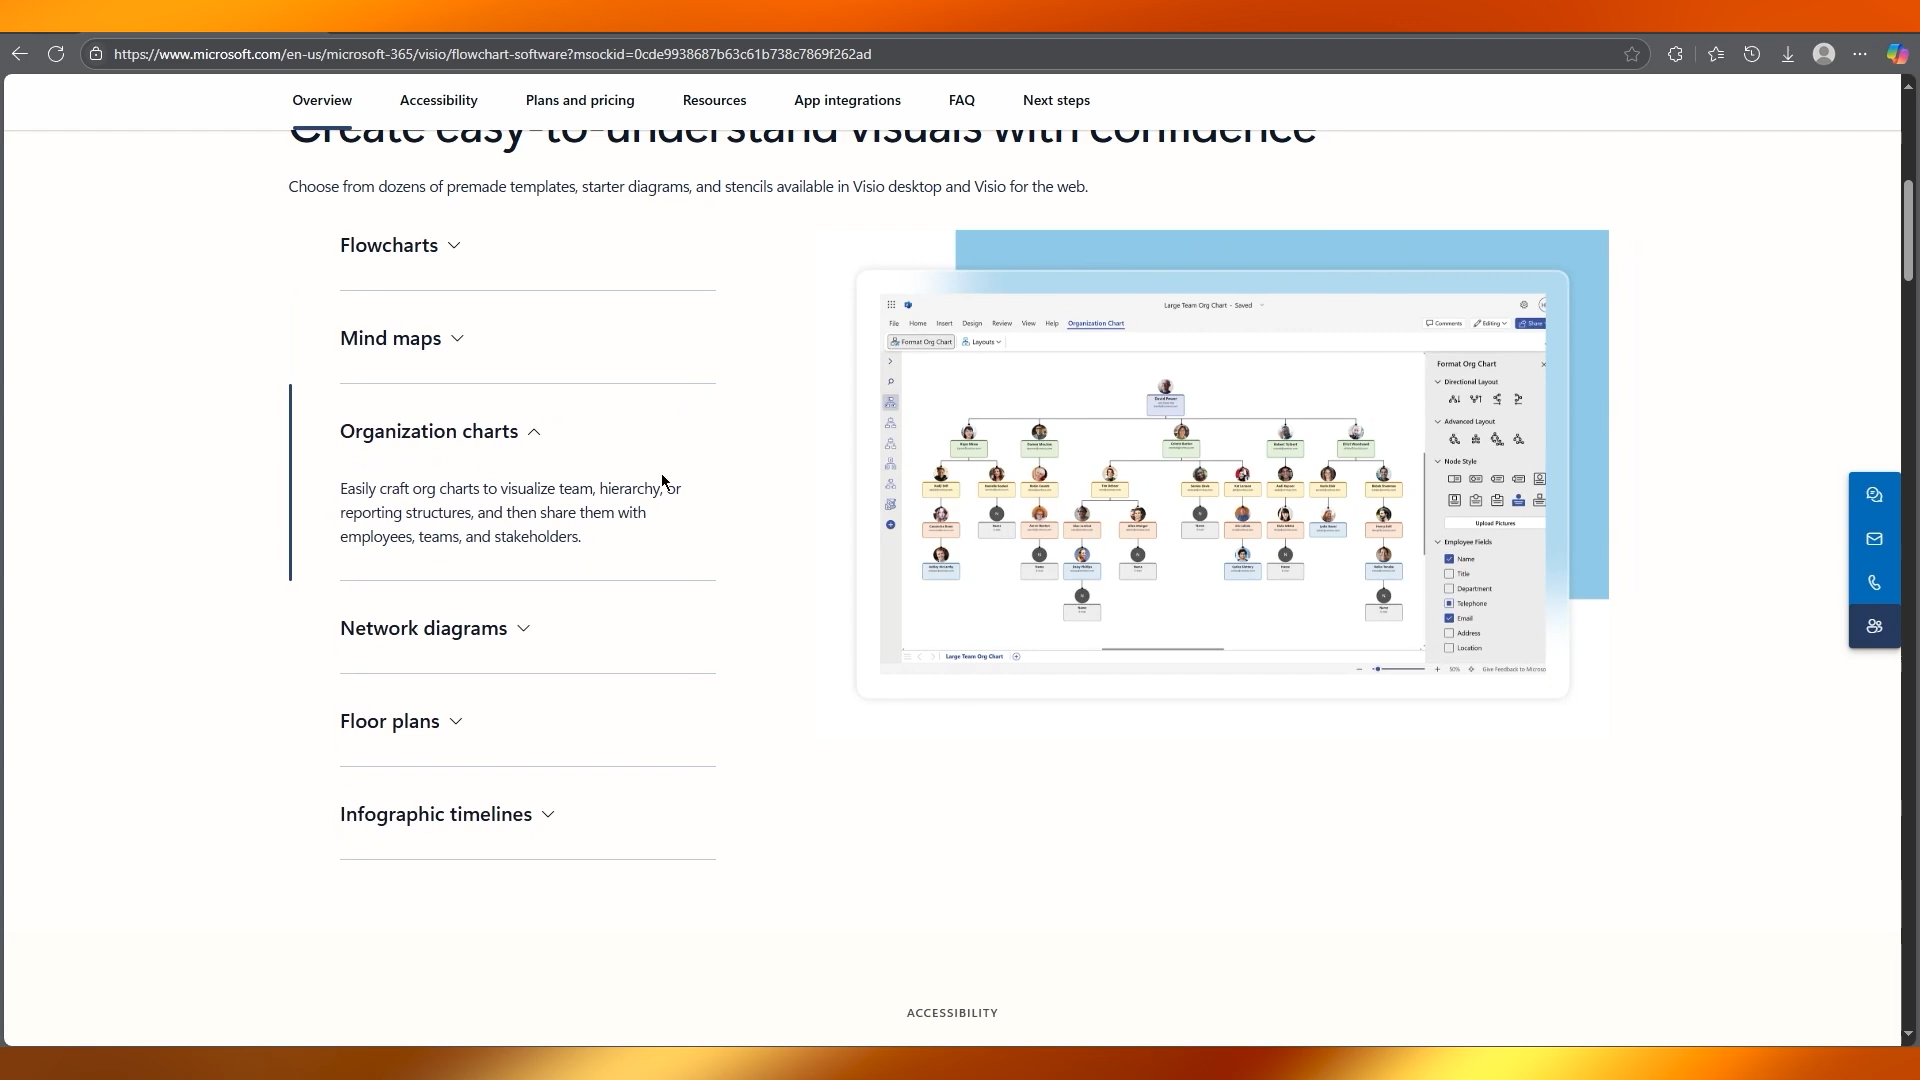 https://www.microsoft.com/en-us/microsoft-365/visio/flowchart-software?msockid=0cde9938687b63c61b738c7869f262ad
Overview
Accessibility
Plans and pricing
Resources
App integrations
FAQ
Next steps
Create easy-to-understand visuals with confidence
Choose from dozens of premade templates, starter diagrams, and stencils available in Visio desktop and Visio for the web.
Flowcharts
Mind maps
Organization charts
Easily craft org charts to visualize team, hierarchy, or
reporting structures, and then share them with
employees, teams, and stakeholders.
Network diagrams
Floor plans
Infographic timelines
Large Team Org Chart - Saved
File Home Insert Design Review View Help Organization Chart
Comments Editing Share
Format Org Chart Layouts
Format Org Chart
Directional Layout
Advanced Layout
Node Style
Upload Pictures
Employee Fields
Name
Title
Department
Telephone
Email
Address
Location
Large Team Org Chart
50% Give Feedback to Microso
ACCESSIBILITY